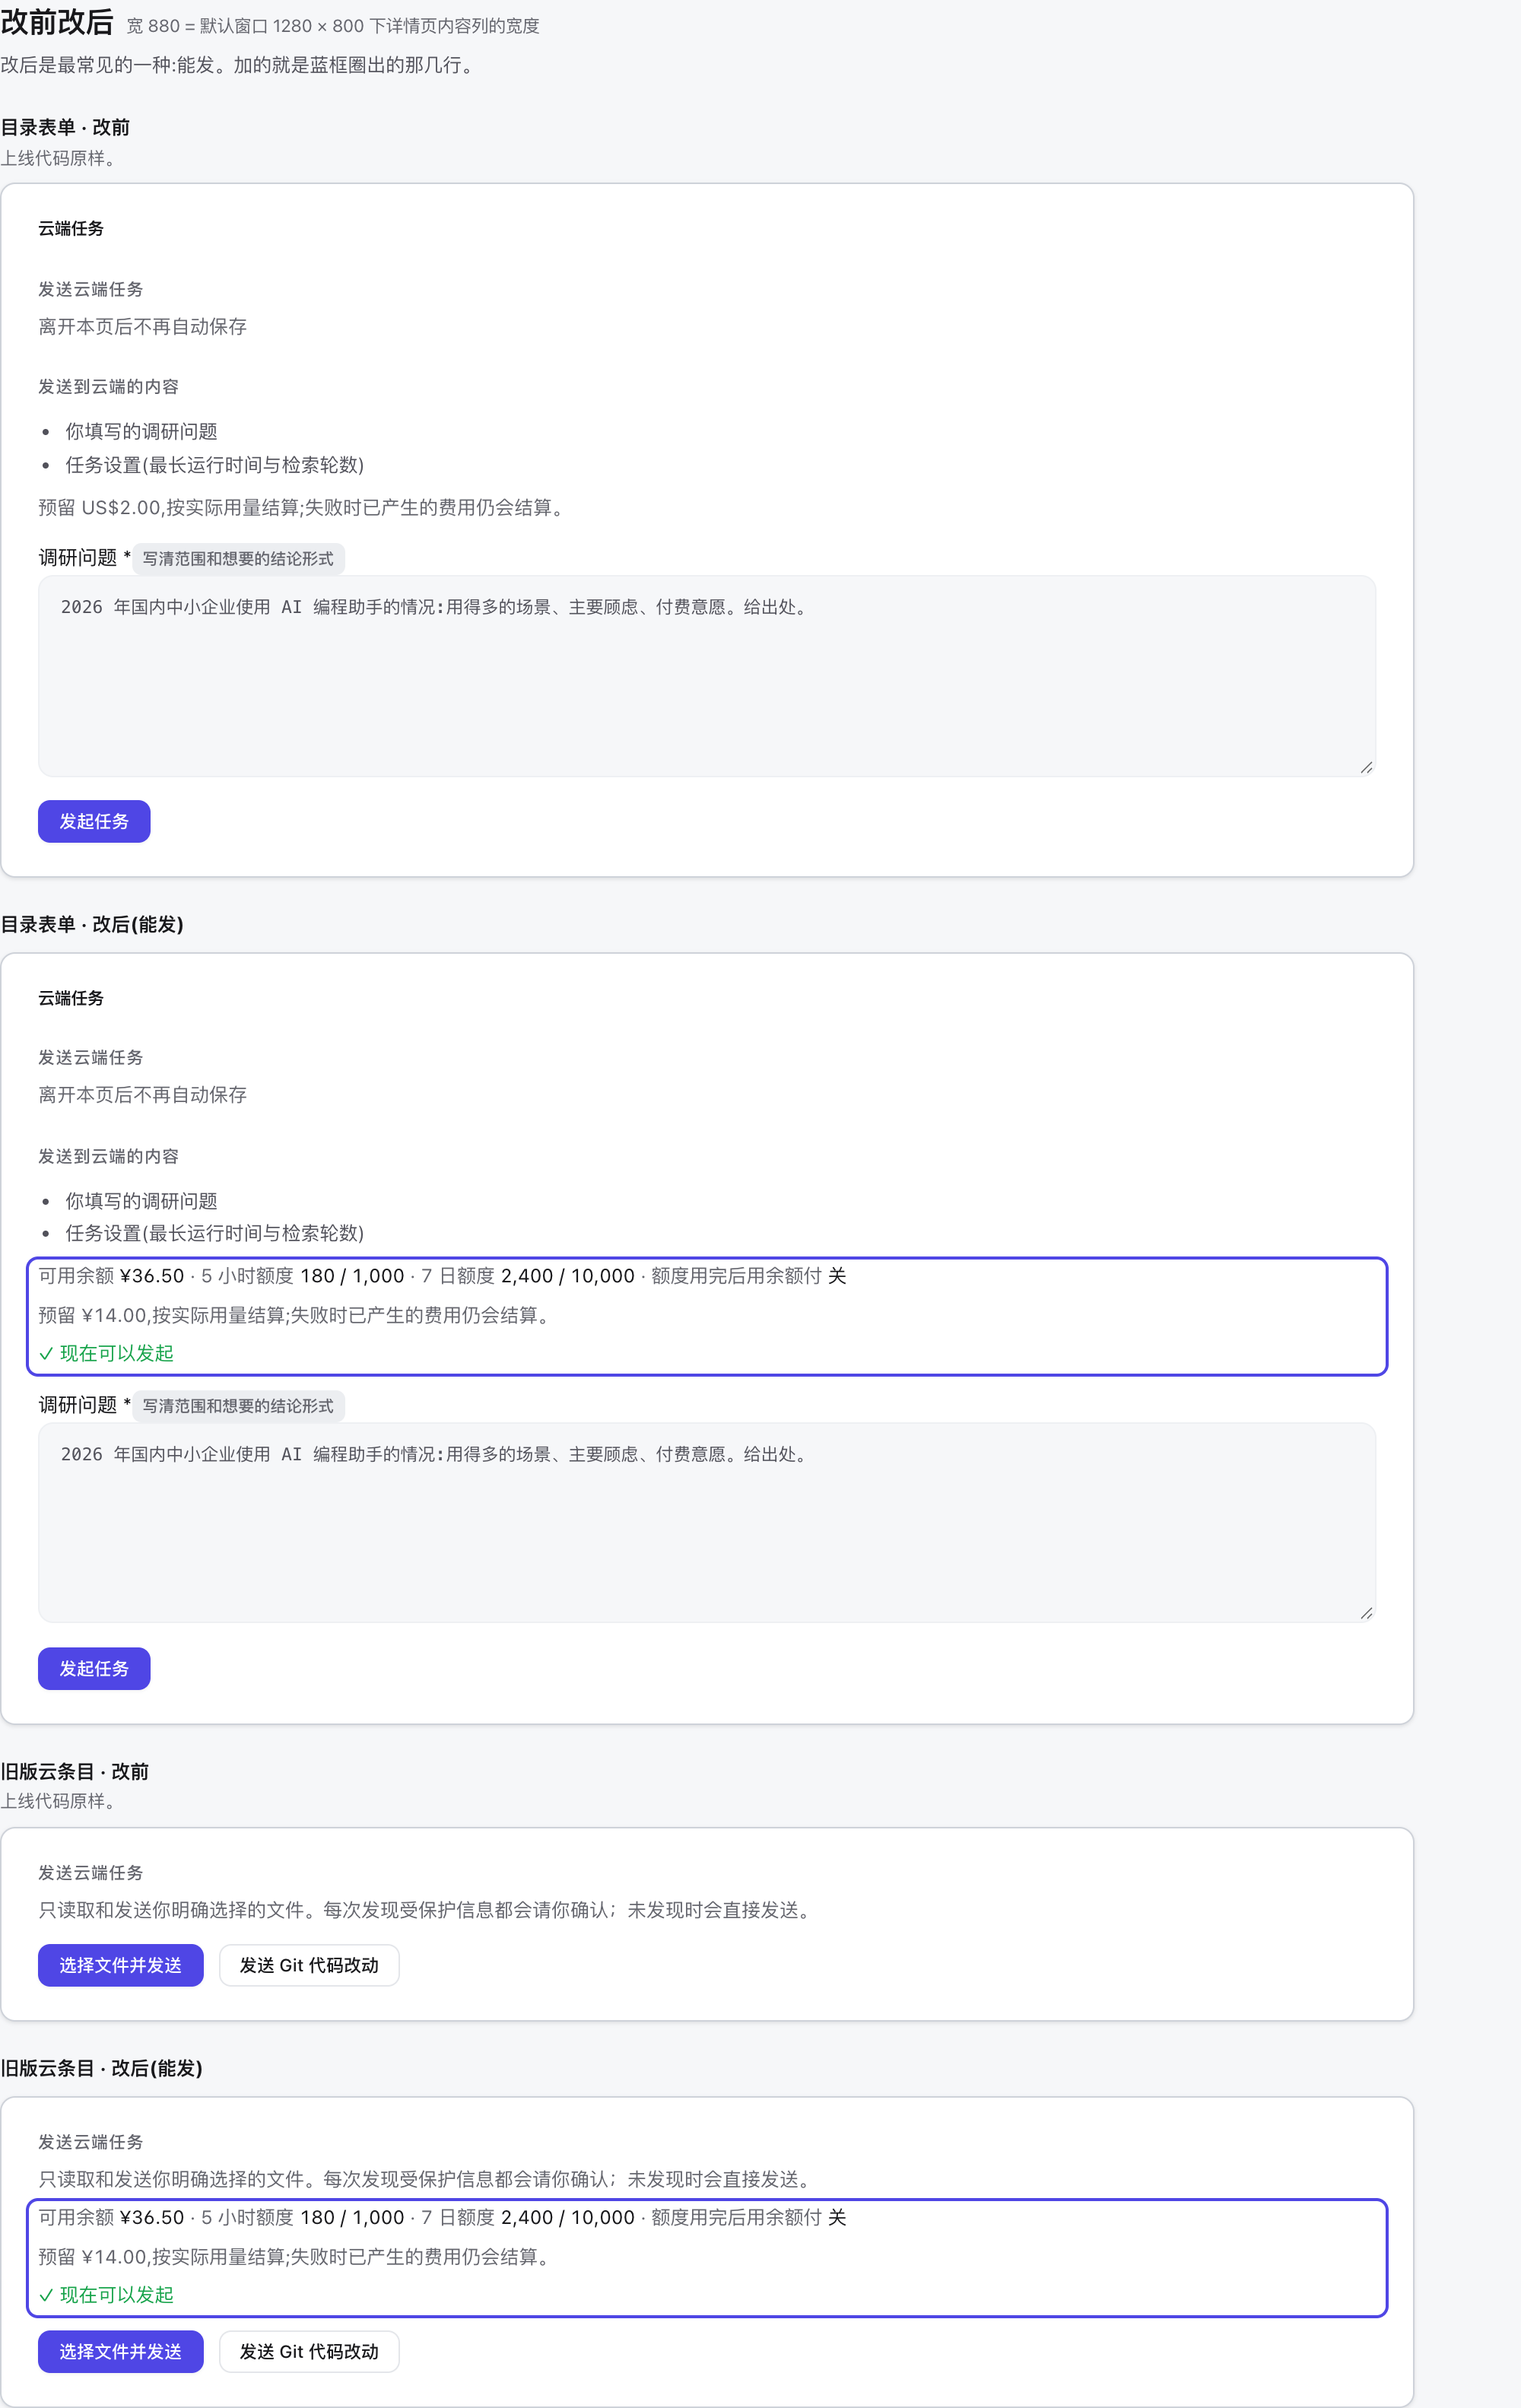 改前改后 宽 880 = 默认窗口 1280 × 800 下详情页内容列的宽度
改后是最常见的一种:能发。加的就是蓝框圈出的那几行。
目录表单 · 改前
上线代码原样。
云端任务
发送云端任务
离开本页后不再自动保存
发送到云端的内容
• 你填写的调研问题
• 任务设置(最长运行时间与检索轮数)
预留 US$2.00,按实际用量结算;失败时已产生的费用仍会结算。
调研问题 * 写清范围和想要的结论形式
2026 年国内中小企业使用 AI 编程助手的情况:用得多的场景、主要顾虑、付费意愿。给出处。
发起任务
目录表单 · 改后(能发)
云端任务
发送云端任务
离开本页后不再自动保存
发送到云端的内容
• 你填写的调研问题
• 任务设置(最长运行时间与检索轮数)
可用余额 ¥36.50 · 5 小时额度 180 / 1,000 · 7 日额度 2,400 / 10,000 · 额度用完后用余额付 关
预留 ¥14.00,按实际用量结算;失败时已产生的费用仍会结算。
✓ 现在可以发起
调研问题 * 写清范围和想要的结论形式
2026 年国内中小企业使用 AI 编程助手的情况:用得多的场景、主要顾虑、付费意愿。给出处。
发起任务
旧版云条目 · 改前
上线代码原样。
发送云端任务
只读取和发送你明确选择的文件。每次发现受保护信息都会请你确认；未发现时会直接发送。
选择文件并发送 发送 Git 代码改动
旧版云条目 · 改后(能发)
发送云端任务
只读取和发送你明确选择的文件。每次发现受保护信息都会请你确认；未发现时会直接发送。
可用余额 ¥36.50 · 5 小时额度 180 / 1,000 · 7 日额度 2,400 / 10,000 · 额度用完后用余额付 关
预留 ¥14.00,按实际用量结算;失败时已产生的费用仍会结算。
✓ 现在可以发起
选择文件并发送 发送 Git 代码改动